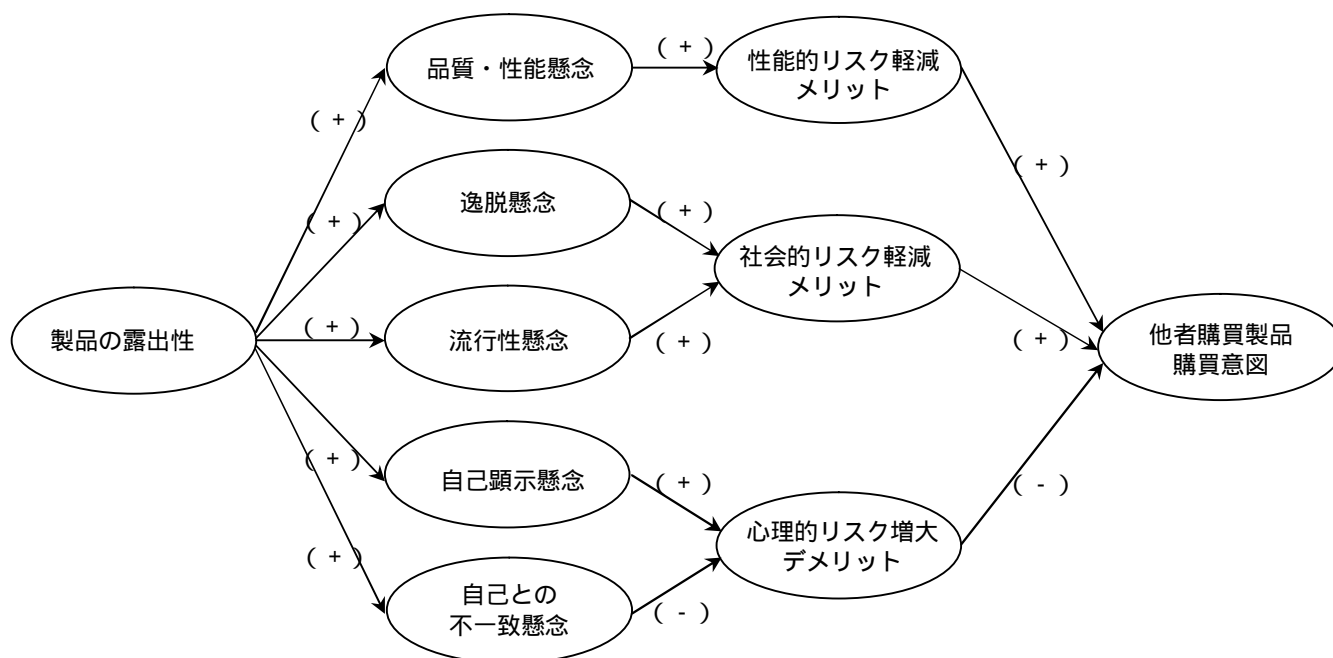 品質・性能懸念
( + )
性能的リスク軽減
メリット
( + )
( + )
逸脱懸念
( + )
( + )
社会的リスク軽減
メリット
製品の露出性
( + )
流行性懸念
( + )
( + )
他者購買製品
購買意図
( + )
自己顕示懸念
( + )
( - )
心理的リスク増大
デメリット
( + )
自己との
不一致懸念
( - )